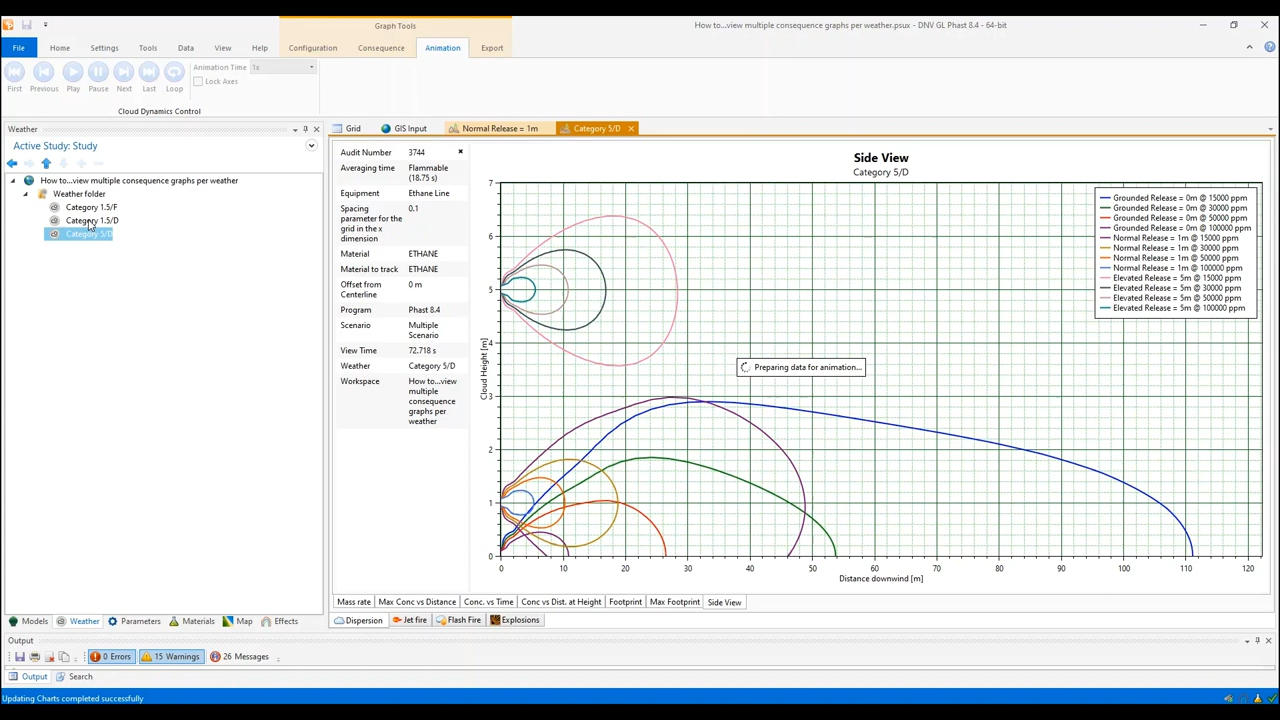 Graph Tools
How to...view multiple consequence graphs per weather.psux - DNV GL Phast 8.4 - 64-bit
File Home Settings Tools Data View Help Configuration Consequence Animation Export
Animation Time 1x
Lock Axes
First Previous Play Pause Next Last Loop
Cloud Dynamics Control
Weather
Active Study: Study
How to...view multiple consequence graphs per weather
Weather folder
Category 1.5/F
Category 1.5/D
Category 5/D
Models Weather Parameters Materials Map Effects
Grid GIS Input Normal Release = 1m Category 5/D
Audit Number 3744
Averaging time Flammable
(18.75 s)
Equipment Ethane Line
Spacing 0.1
parameter for the
grid in the x
dimension
Material ETHANE
Material to track ETHANE
Offset from 0 m
Centerline
Program Phast 8.4
Scenario Multiple
Scenario
View Time 72.718 s
Weather Category 5/D
Workspace How to...view
multiple
consequence
graphs per
weather
Side View
Category 5/D
Grounded Release = 0m @ 15000 ppm
Grounded Release = 0m @ 30000 ppm
Grounded Release = 0m @ 50000 ppm
Grounded Release = 0m @ 100000 ppm
Normal Release = 1m @ 15000 ppm
Normal Release = 1m @ 30000 ppm
Normal Release = 1m @ 50000 ppm
Normal Release = 1m @ 100000 ppm
Elevated Release = 5m @ 15000 ppm
Elevated Release = 5m @ 30000 ppm
Elevated Release = 5m @ 50000 ppm
Elevated Release = 5m @ 100000 ppm
7
6
5
4
3
2
1
0
Cloud Height [m]
Preparing data for animation...
0 10 20 30 40 50 60 70 80 90 100 110 120
Distance downwind [m]
Mass rate Max Conc vs Distance Conc. vs Time Conc vs Dist. at Height Footprint Max Footprint Side View
Dispersion Jet fire Flash Fire Explosions
Output
0 Errors 15 Warnings 26 Messages
Output Search
Updating Charts completed successfully